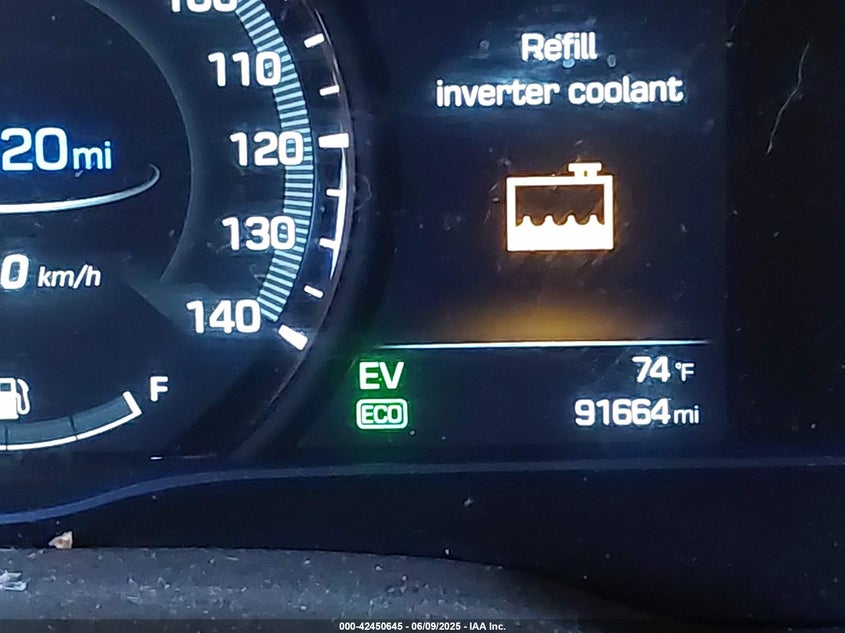 110
120
130
140
20mi
0 km/h
F
Refill
inverter coolant
EV
ECO
74 °F
91664 mi
000-42450645 - 06/09/2025 - IAA Inc.